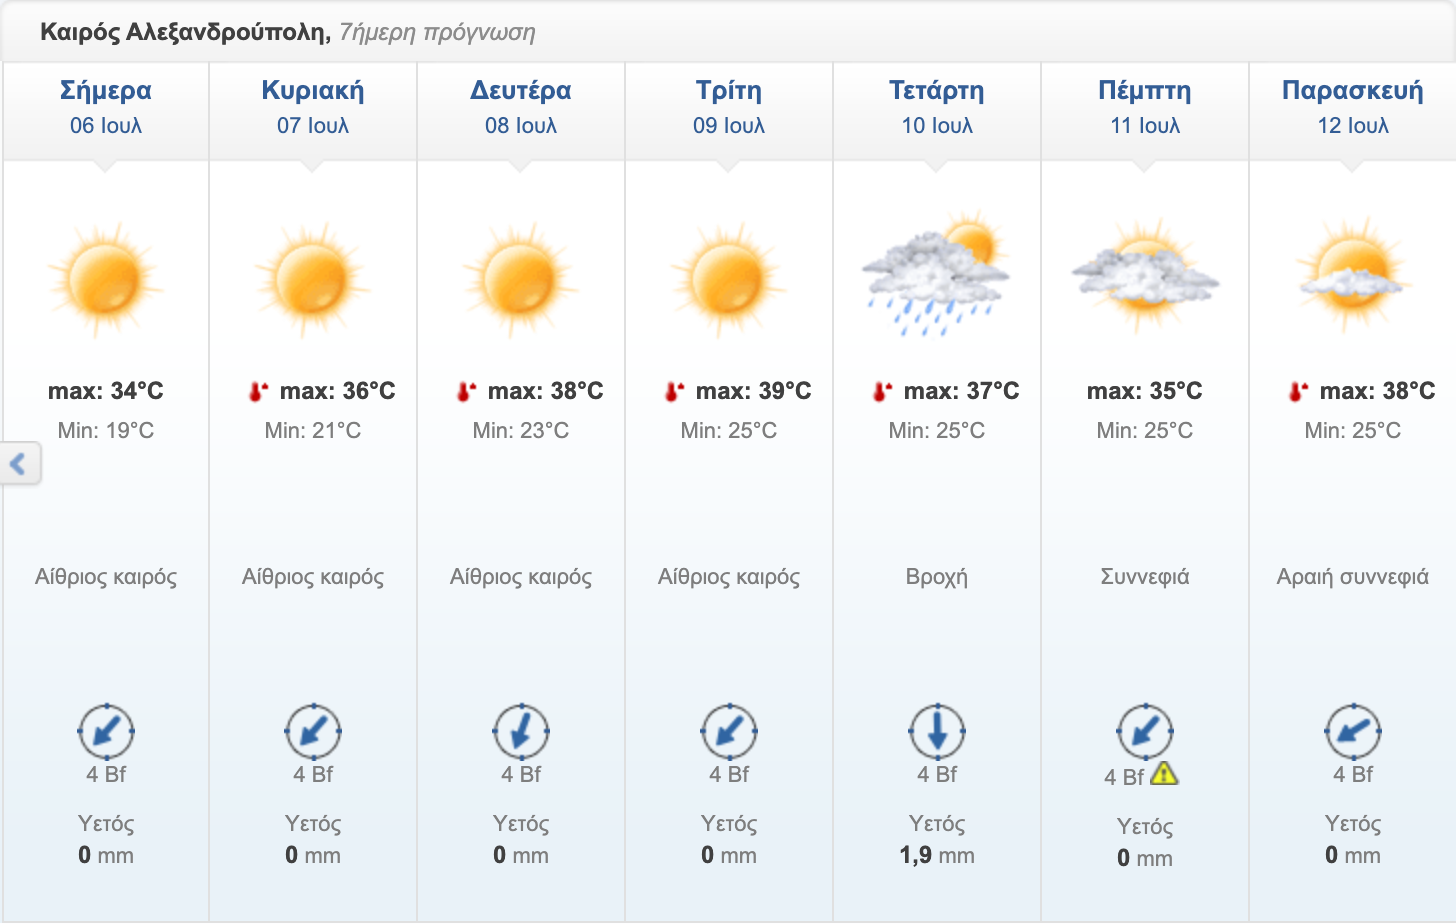 Καιρός Αλεξανδρούπολη, 7ήμερη πρόγνωση
Σήμερα
06 Ιουλ
max: 34°C
Min: 19°C
Αίθριος καιρός
4 Bf
Υετός
0 mm
Κυριακή
07 Ιουλ
max: 36°C
Min: 21°C
Αίθριος καιρός
4 Bf
Υετός
0 mm
Δευτέρα
08 Ιουλ
max: 38°C
Min: 23°C
Αίθριος καιρός
4 Bf
Υετός
0 mm
Τρίτη
09 Ιουλ
max: 39°C
Min: 25°C
Αίθριος καιρός
4 Bf
Υετός
0 mm
Τετάρτη
10 Ιουλ
max: 37°C
Min: 25°C
Βροχή
4 Bf
Υετός
1,9 mm
Πέμπτη
11 Ιουλ
max: 35°C
Min: 25°C
Συννεφιά
4 Bf
Υετός
0 mm
Παρασκευή
12 Ιουλ
max: 38°C
Min: 25°C
Αραιή συννεφιά
4 Bf
Υετός
0 mm